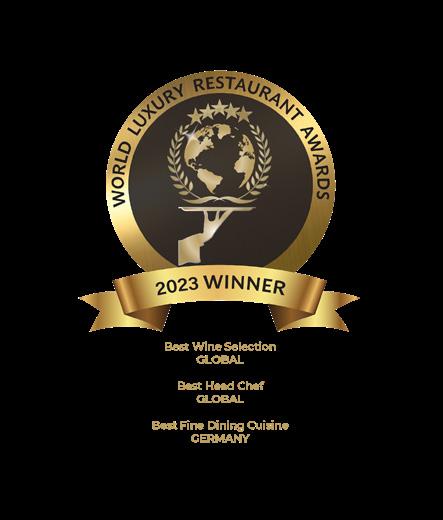 WORLD LUXURY RESTAURANT AWARDS
2023 WINNER
Best Wine Selection
GLOBAL
Best Head Chef
GLOBAL
Best Fine Dining Cuisine
GERMANY